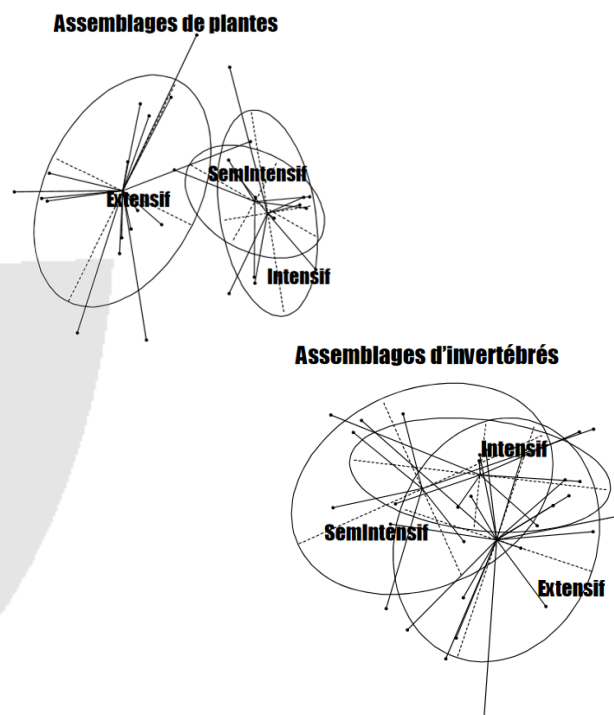 Assemblages de plantes
SemIntensif
Extensif
Intensif
Assemblages d'invertébrés
Intensif
SemIntensif
Extensif